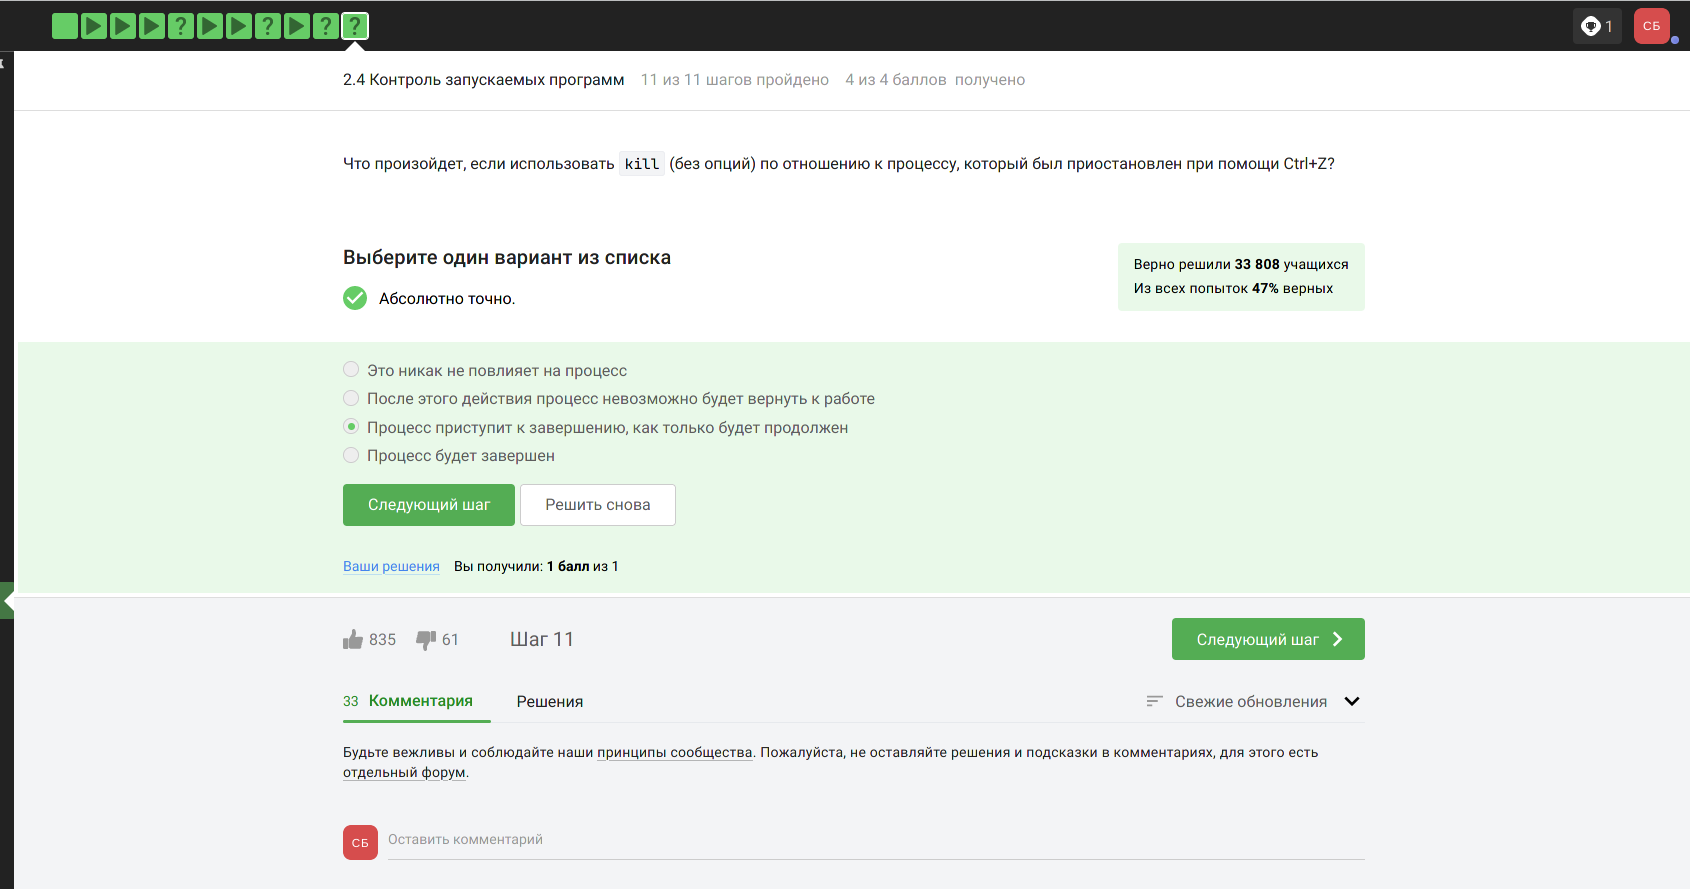 ? ? ? ?
1
СБ
2.4 Контроль запускаемых программ 11 из 11 шагов пройдено 4 из 4 баллов получено
Что произойдет, если использовать kill (без опций) по отношению к процессу, который был приостановлен при помощи Ctrl+Z?
Выберите один вариант из списка
Абсолютно точно.
Верно решили 33 808 учащихся
Из всех попыток 47% верных
Это никак не повлияет на процесс
После этого действия процесс невозможно будет вернуть к работе
Процесс приступит к завершению, как только будет продолжен
Процесс будет завершен
Следующий шаг Решить снова
Ваши решения Вы получили: 1 балл из 1
835 61 Шаг 11 Следующий шаг
33 Комментария Решения Свежие обновления
Будьте вежливы и соблюдайте наши принципы сообщества. Пожалуйста, не оставляйте решения и подсказки в комментариях, для этого есть
отдельный форум.
СБ Оставить комментарий